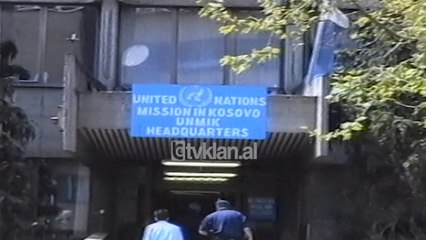 UNITED NATIONS
MISSION IN KOSOVO
UNMIK
HEADQUARTERS
tvklan.al